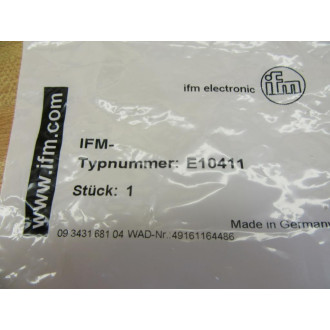 ifm electronic
ifm
www.ifm.com
IFM-
Typnummer: E10411
Stück: 1
Made in Germany
09 3431 681 04 WAD-Nr. 49161164486